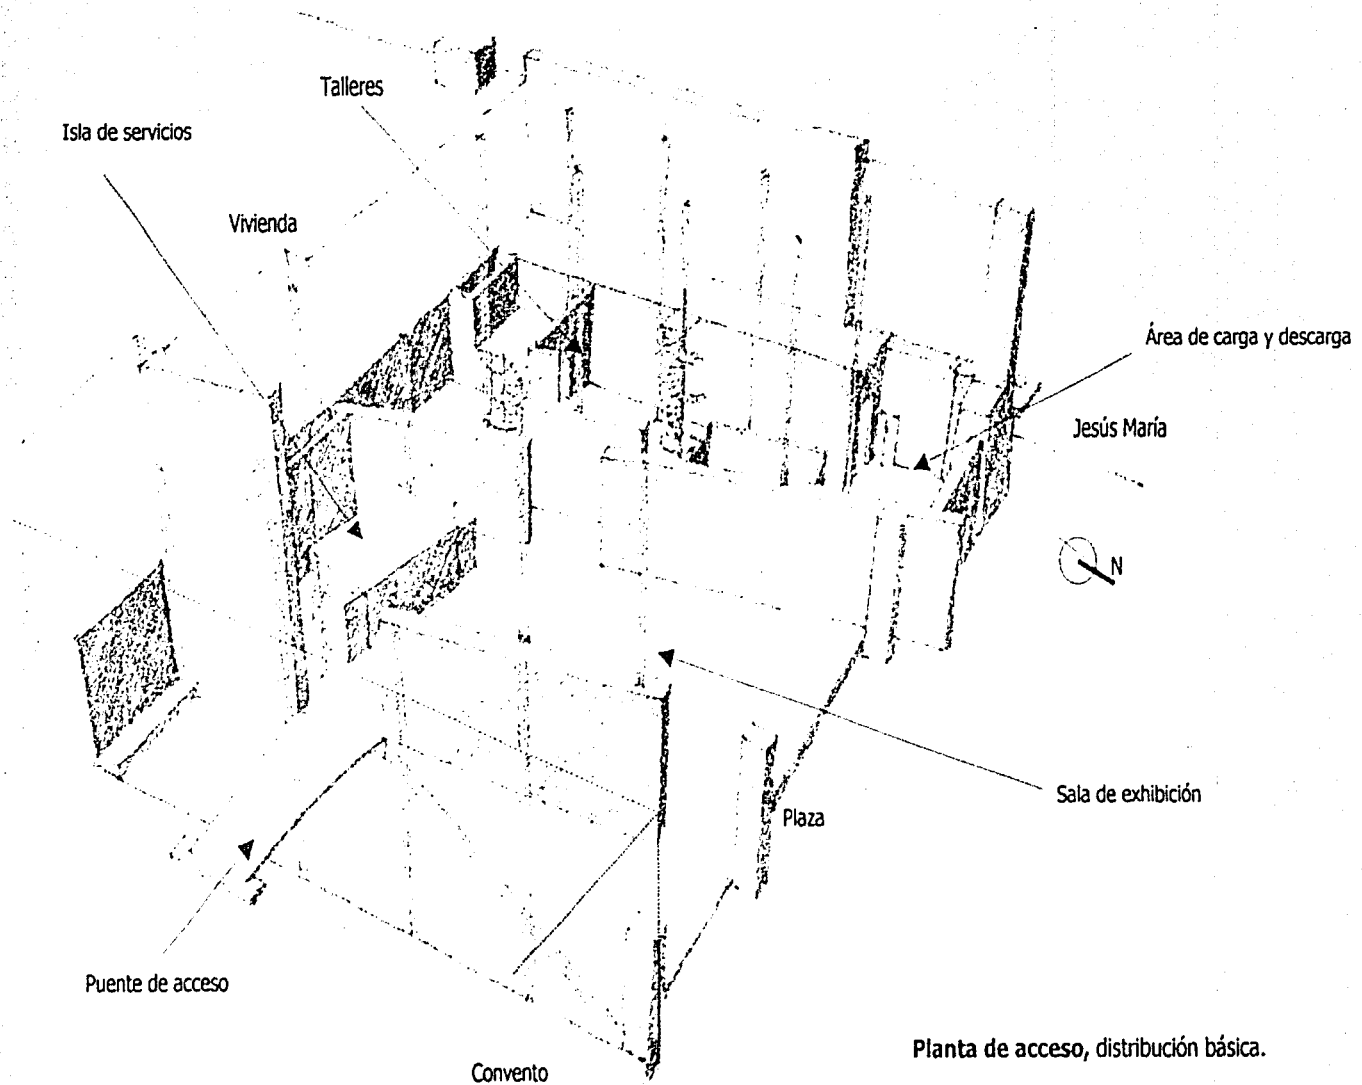 Talleres
Isla de servicios
Vivienda
Área de carga y descarga
Jesús María
N
Sala de exhibición
Plaza
Puente de acceso
Planta de acceso, distribución básica.
Convento